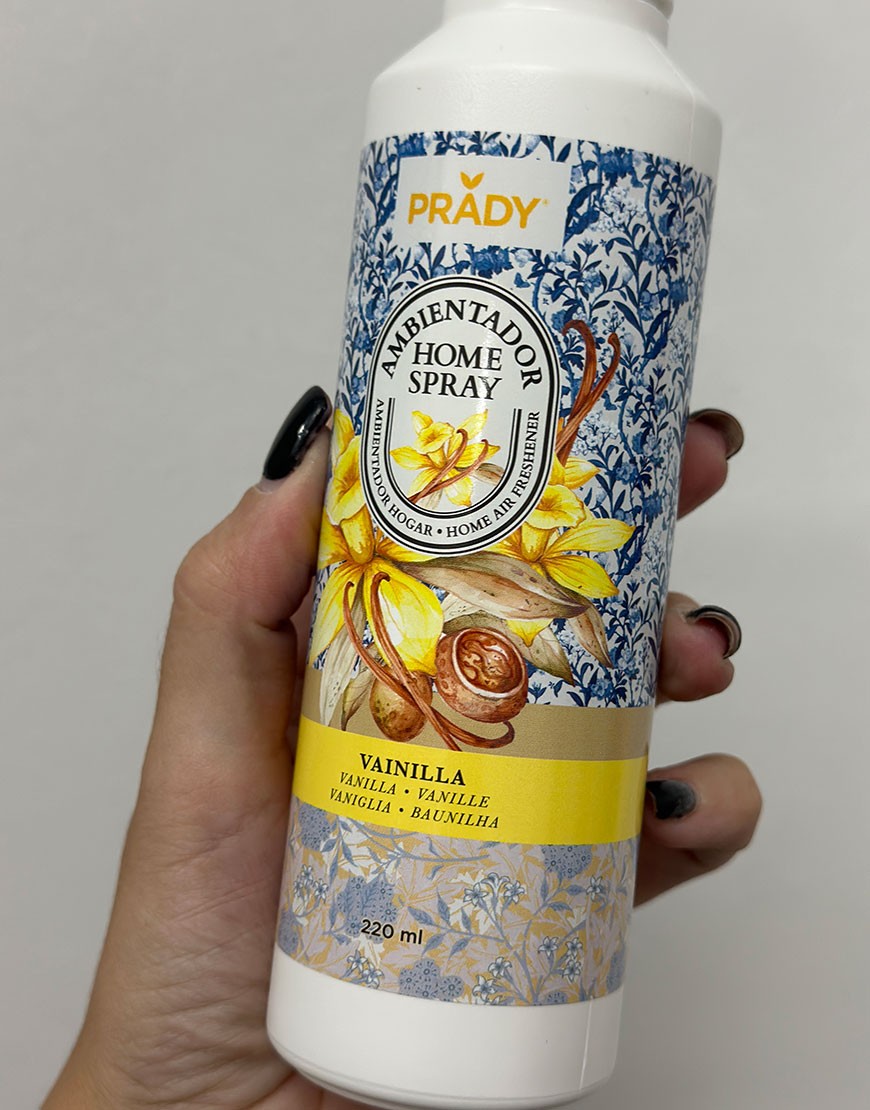 PRADY
AMBIENTADOR
HOME
SPRAY
AMBIENTADOR HOGAR • HOME AIR FRESHENER
VAINILLA
VANILLA • VANILLE
VANIGLIA • BAUNILHA
220 ml